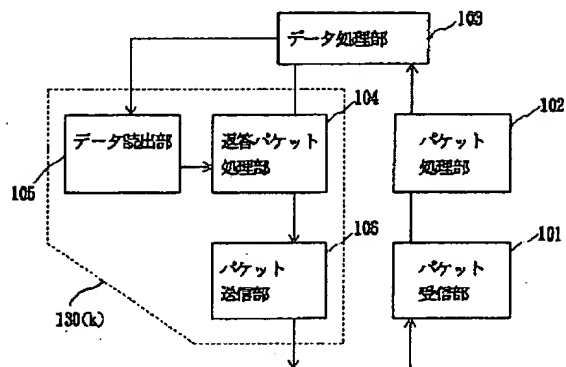 データ処理部
103
104
102
データ読出部
返答パケット
処理部
パケット
処理部
105
106
101
パケット
送信部
パケット
受信部
130(k)